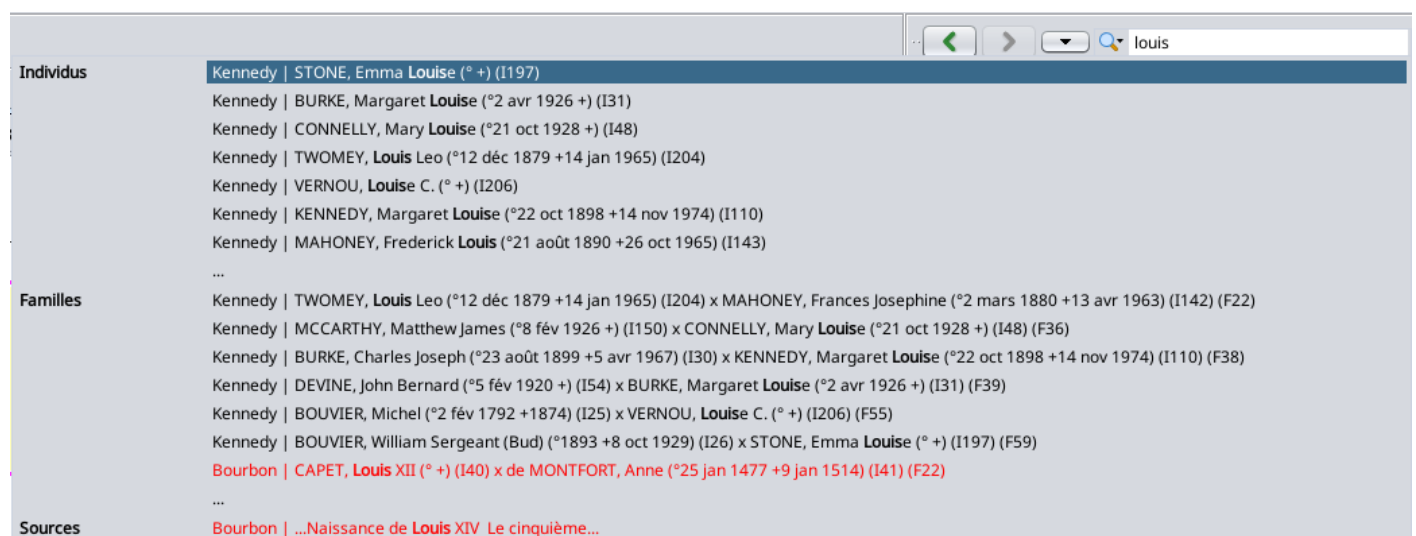 louis
Individus Kennedy | STONE, Emma Louise (° +) (I197)
Kennedy | BURKE, Margaret Louise (°2 avr 1926 +) (I31)
Kennedy | CONNELLY, Mary Louise (°21 oct 1928 +) (I48)
Kennedy | TWOMEY, Louis Leo (°12 déc 1879 +14 jan 1965) (I204)
Kennedy | VERNOU, Louise C. (° +) (I206)
Kennedy | KENNEDY, Margaret Louise (°22 oct 1898 +14 nov 1974) (I110)
Kennedy | MAHONEY, Frederick Louis (°21 août 1890 +26 oct 1965) (I143)
...
Familles Kennedy | TWOMEY, Louis Leo (°12 déc 1879 +14 jan 1965) (I204) x MAHONEY, Frances Josephine (°2 mars 1880 +13 avr 1963) (I142) (F22)
Kennedy | MCCARTHY, Matthew James (°8 fév 1926 +) (I150) x CONNELLY, Mary Louise (°21 oct 1928 +) (I48) (F36)
Kennedy | BURKE, Charles Joseph (°23 août 1899 +5 avr 1967) (I30) x KENNEDY, Margaret Louise (°22 oct 1898 +14 nov 1974) (I110) (F38)
Kennedy | DEVINE, John Bernard (°5 fév 1920 +) (I54) x BURKE, Margaret Louise (°2 avr 1926 +) (I31) (F39)
Kennedy | BOUVIER, Michel (°2 fév 1792 +1874) (I25) x VERNOU, Louise C. (° +) (I206) (F55)
Kennedy | BOUVIER, William Sergeant (Bud) (°1893 +8 oct 1929) (I26) x STONE, Emma Louise (° +) (I197) (F59)
Bourbon | CAPET, Louis XII (° +) (I40) x de MONTFORT, Anne (°25 jan 1477 +9 jan 1514) (I41) (F22)
...
Sources Bourbon | ...Naissance de Louis XIV Le cinquième...